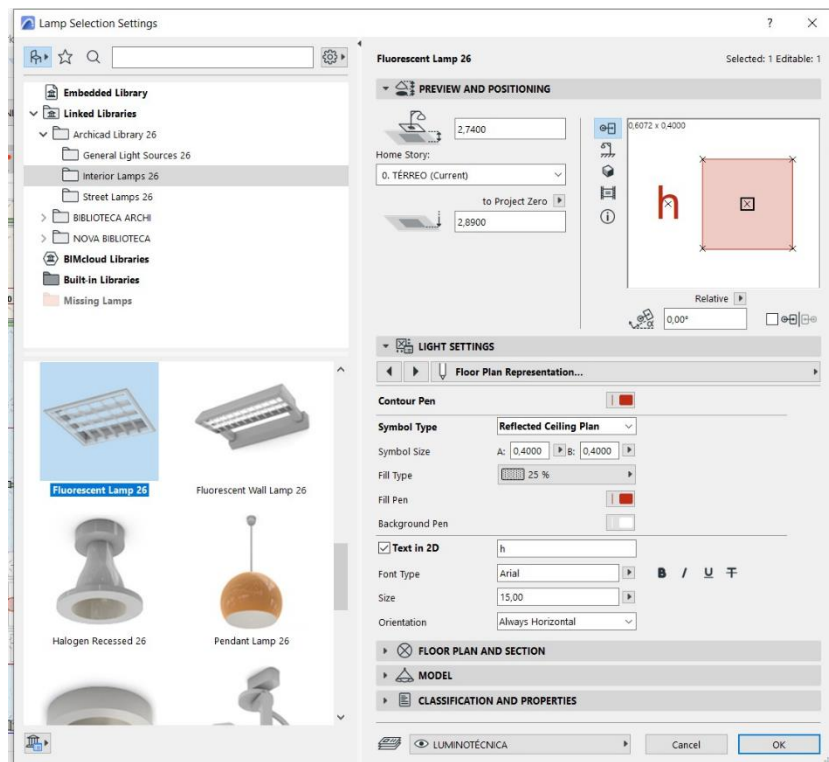 Lamp Selection Settings
? ×
Embedded Library
Linked Libraries
Archicad Library 26
General Light Sources 26
Interior Lamps 26
Street Lamps 26
BIBLIOTECA ARCHI
NOVA BIBLIOTECA
BIMcloud Libraries
Built-in Libraries
Missing Lamps
Fluorescent Lamp 26
Fluorescent Wall Lamp 26
Halogen Recessed 26
Pendant Lamp 26
Fluorescent Lamp 26
Selected: 1 Editable: 1
PREVIEW AND POSITIONING
2,7400
Home Story:
0. TÉRREO (Current)
to Project Zero
2,8900
0,6072 x 0,4000
h
Relative
α
0,00°
LIGHT SETTINGS
Floor Plan Representation...
Contour Pen
Symbol Type Reflected Ceiling Plan
Symbol Size A: 0,4000 B: 0,4000
Fill Type 25 %
Fill Pen
Background Pen
Text in 2D h
Font Type Arial B I U T
Size 15,00
Orientation Always Horizontal
FLOOR PLAN AND SECTION
MODEL
CLASSIFICATION AND PROPERTIES
LUMINOTÉCNICA
Cancel
OK